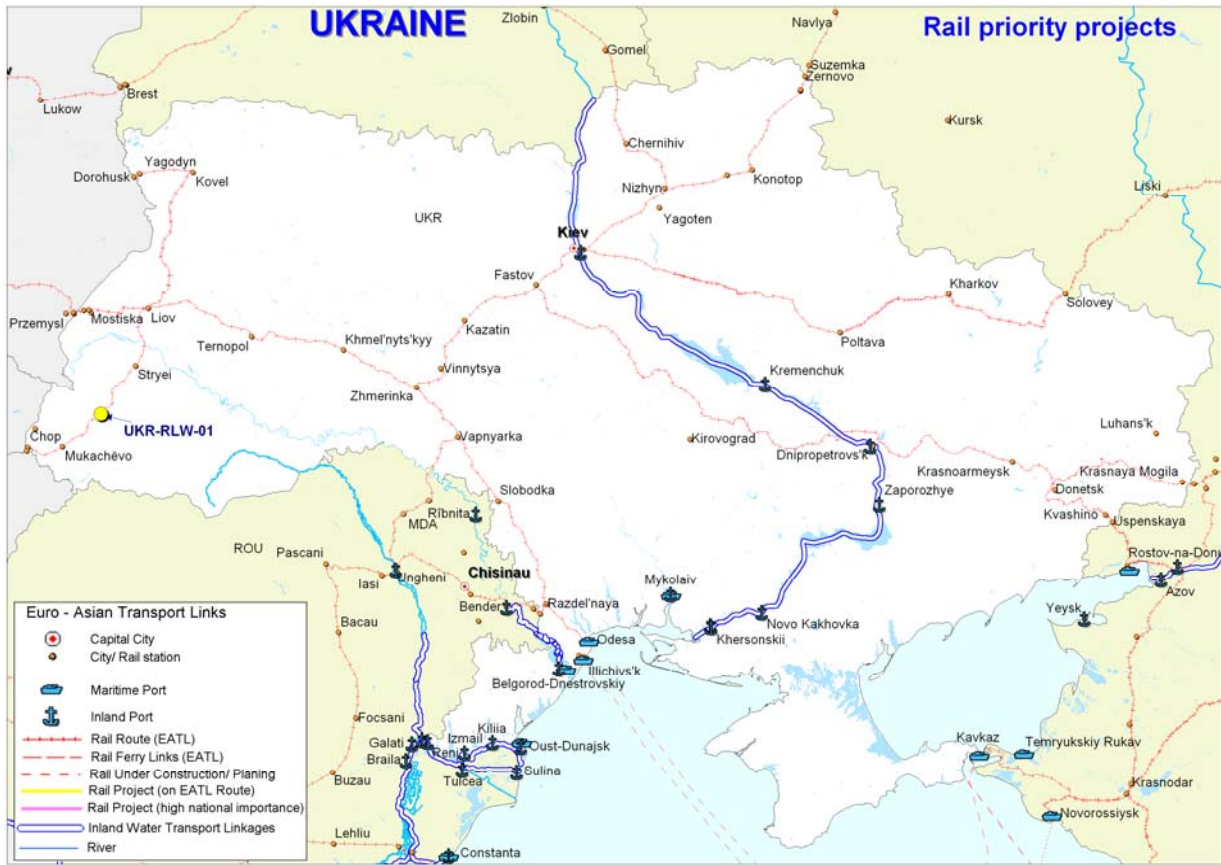 UKRAINE
Rail priority projects
Zlobin
Navlya
Gomel
Suzemka
Zernovo
Brest
Lukow
Kursk
Chernihiv
Yagodyn
Dorohusk
Kovel
Konotop
Nizhyn
Liski
Yagoten
UKR
Kiev
Fastov
Kharkov
Solovey
Przemysl
Mostiska
Liov
Kazatin
Ternopol
Khmel'nyts'kyy
Poltava
Vinnytsya
Stryei
Kremenchuk
Zhmerinka
UKR-RLW-01
Chop
Mukachëvo
Vapnyarka
Kirovograd
Luhans'k
Dnipropetrovs'k
Krasnoarmeysk
Krasnaya Mogila
Donetsk
Slobodka
Zaporozhye
Rîbnita
MDA
Kvashino
Uspenskaya
ROU
Pascani
Iasi
Ungheni
Chisinau
Mykolaiv
Rostov-na-Donu
Azov
Bender
Razdel'naya
Novo Kakhovka
Yeysk
Khersonskii
Bacau
Odesa
Illichivs'k
Belgorod-Dnestrovskiy
Focsani
Kiliia
Izmail
Galati
Reni
Oust-Dunajsk
Braila
Tulcea
Sulina
Buzau
Kavkaz
Temryukskiy Rukav
Krasnodar
Novorossiysk
Lehliu
Constanta
Euro - Asian Transport Links
Capital City
City/ Rail station
Maritime Port
Inland Port
Rail Route (EATL)
Rail Ferry Links (EATL)
Rail Under Construction/ Planing
Rail Project (on EATL Route)
Rail Project (high national importance)
Inland Water Transport Linkages
River